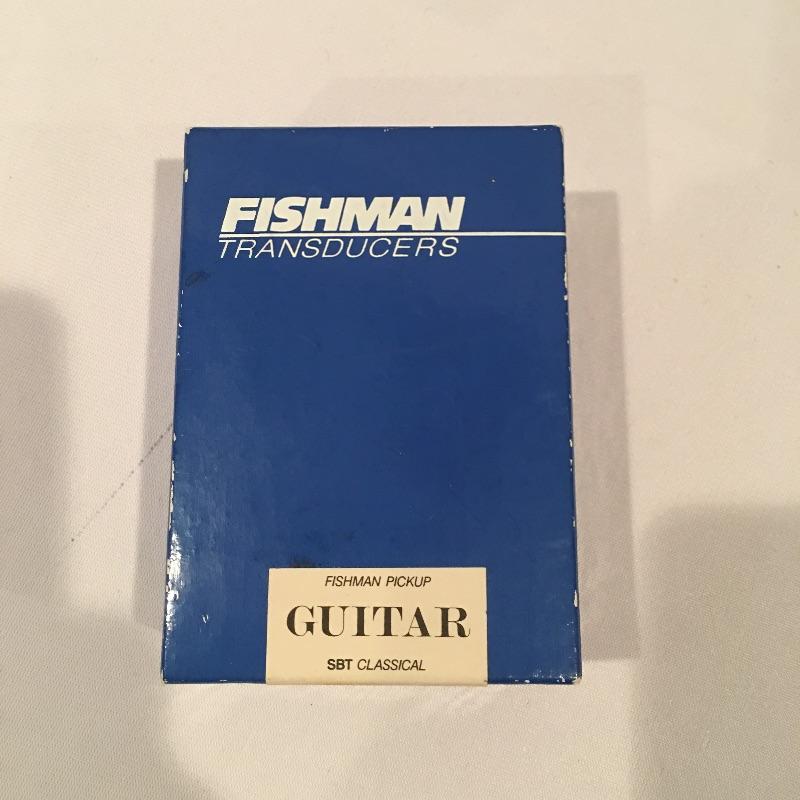 FISHMAN
TRANSDUCERS
FISHMAN PICKUP
GUITAR
SBT CLASSICAL